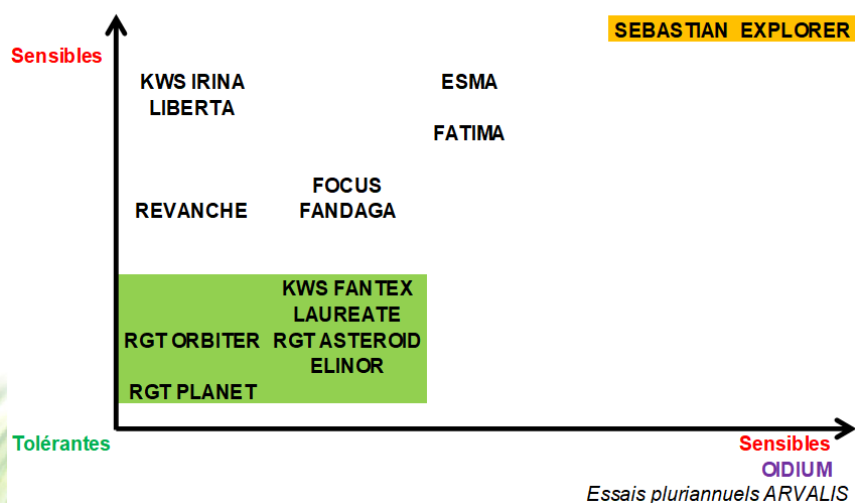 SEBASTIAN EXPLORER
Sensibles
KWS IRINA
ESMA
LIBERTA
FATIMA
FOCUS
REVANCHE
FANDAGA
KWS FANTEX
LAUREATE
RGT ORBITER
RGT ASTEROID
ELINOR
RGT PLANET
Tolérantes
Sensibles
OIDIUM
Essais pluriannuels ARVALIS